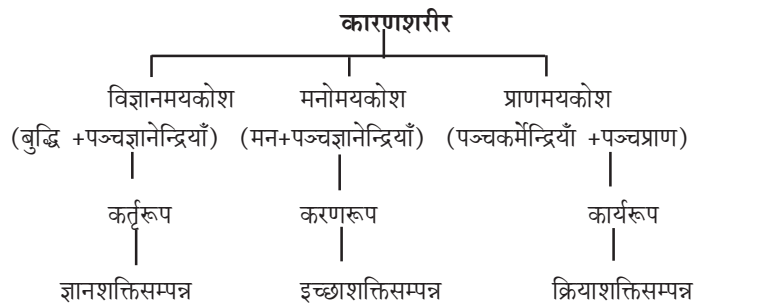 कारणशरीर
विज्ञानमयकोश मनोमयकोश प्राणमयकोश
(बुद्धि +पञ्चज्ञानेन्द्रियाँ) (मन+पञ्चज्ञानेन्द्रियाँ) (पञ्चकर्मेन्द्रियाँ +पञ्चप्राण)
कर्तृरूप करणरूप कार्यरूप
ज्ञानशक्तिसम्पन्न इच्छाशक्तिसम्पन्न क्रियाशक्तिसम्पन्न